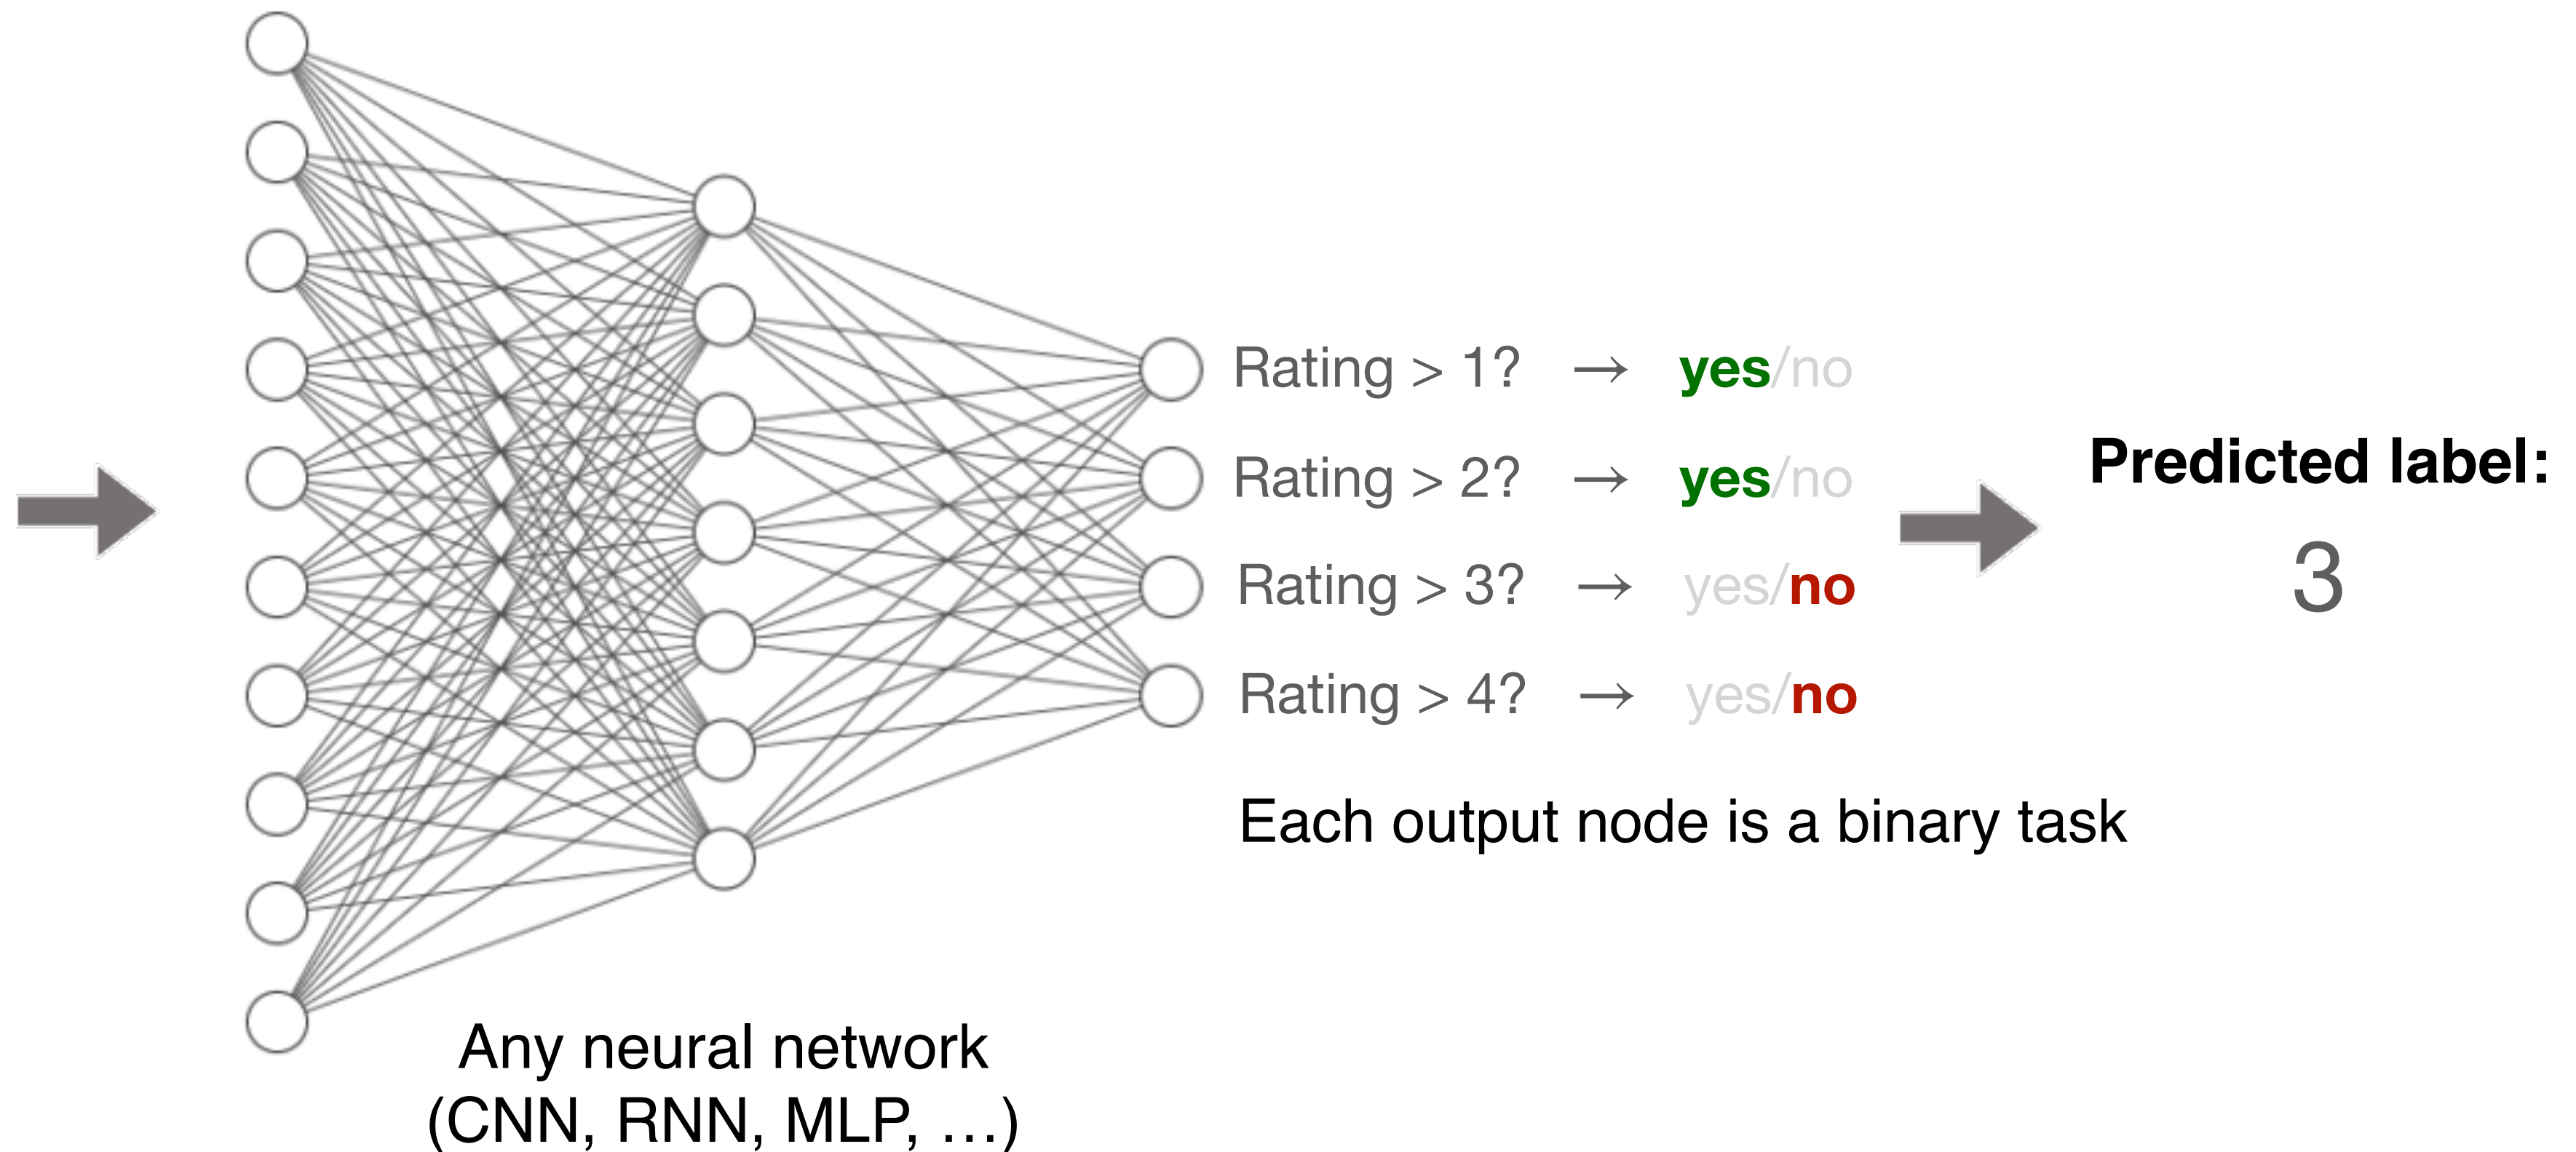 Rating > 1? → yes/no
Rating > 2? → yes/no
Rating > 3? → yes/no
Rating > 4? → yes/no
Each output node is a binary task
Predicted label:
3
Any neural network
(CNN, RNN, MLP, …)